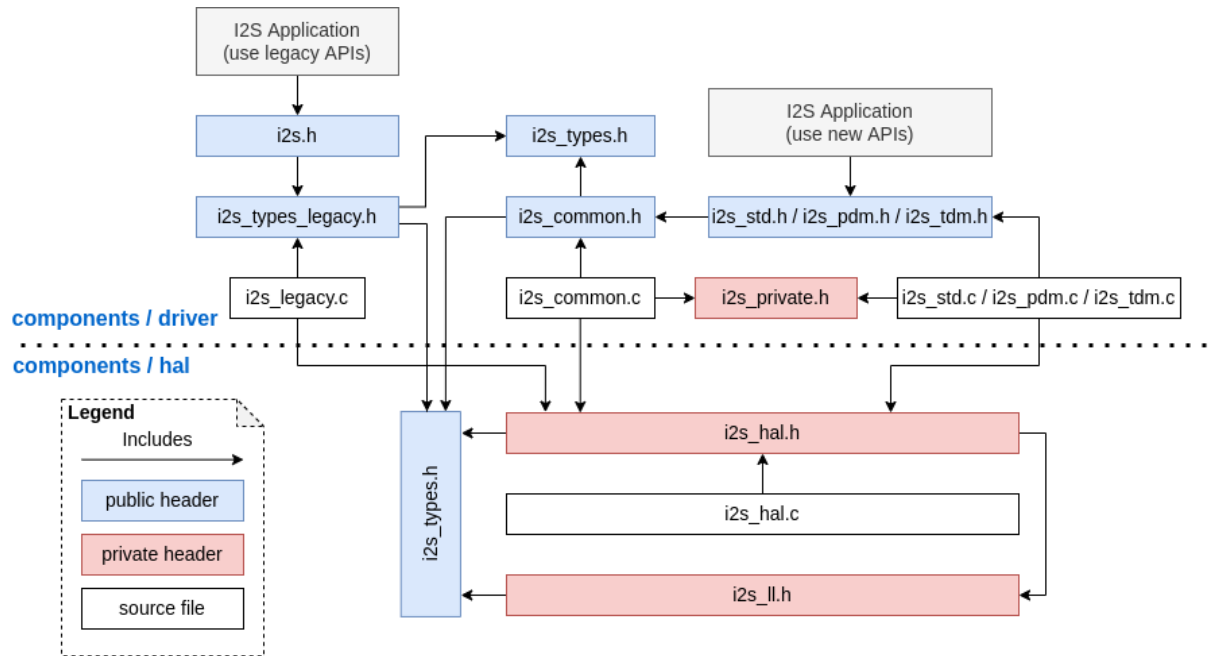 I2S Application
(use legacy APIs)
I2S Application
(use new APIs)
i2s.h
i2s_types.h
i2s_types_legacy.h
i2s_common.h
i2s_std.h / i2s_pdm.h / i2s_tdm.h
i2s_legacy.c
i2s_common.c
i2s_private.h
i2s_std.c / i2s_pdm.c / i2s_tdm.c
components / driver
components / hal
Legend
Includes
public header
private header
source file
i2s_types.h
i2s_hal.h
i2s_hal.c
i2s_ll.h